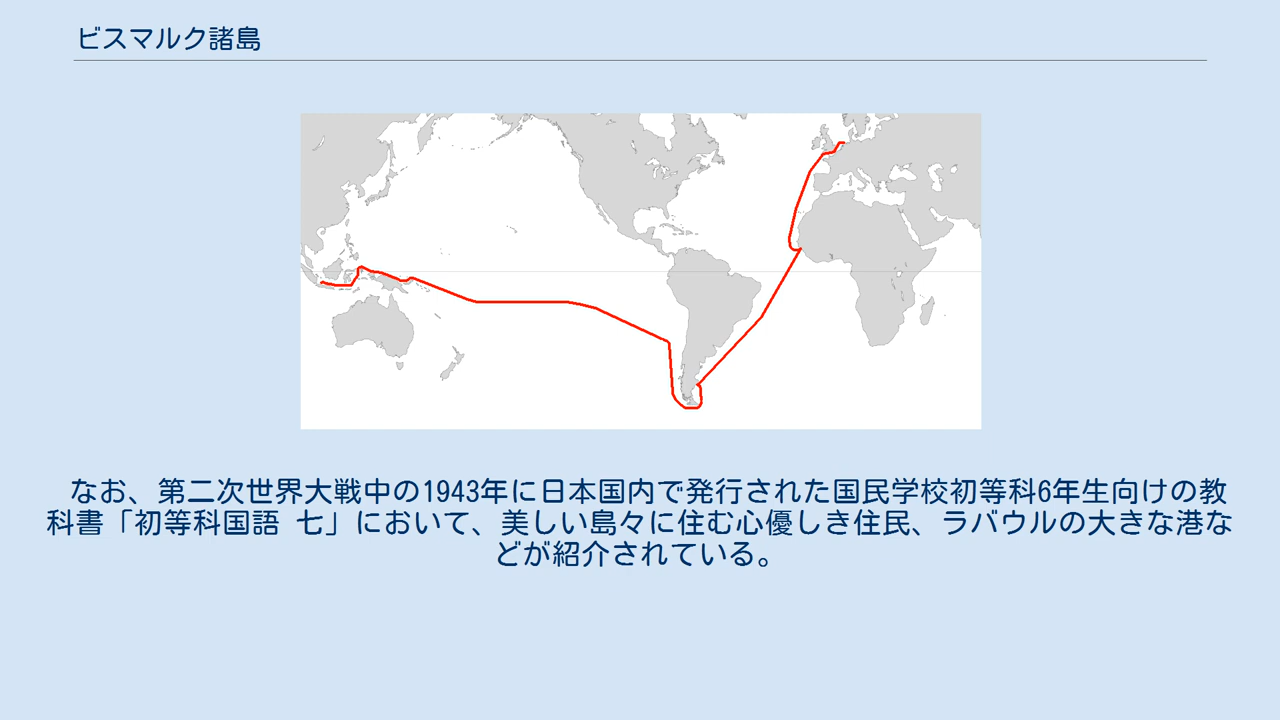 ビスマルク諸島
なお、第二次世界大戦中の1943年に日本国内で発行された国民学校初等科6年生向けの教
科書「初等科国語 七」において、美しい島々に住む心優しき住民、ラバウルの大きな港な
どが紹介されている。